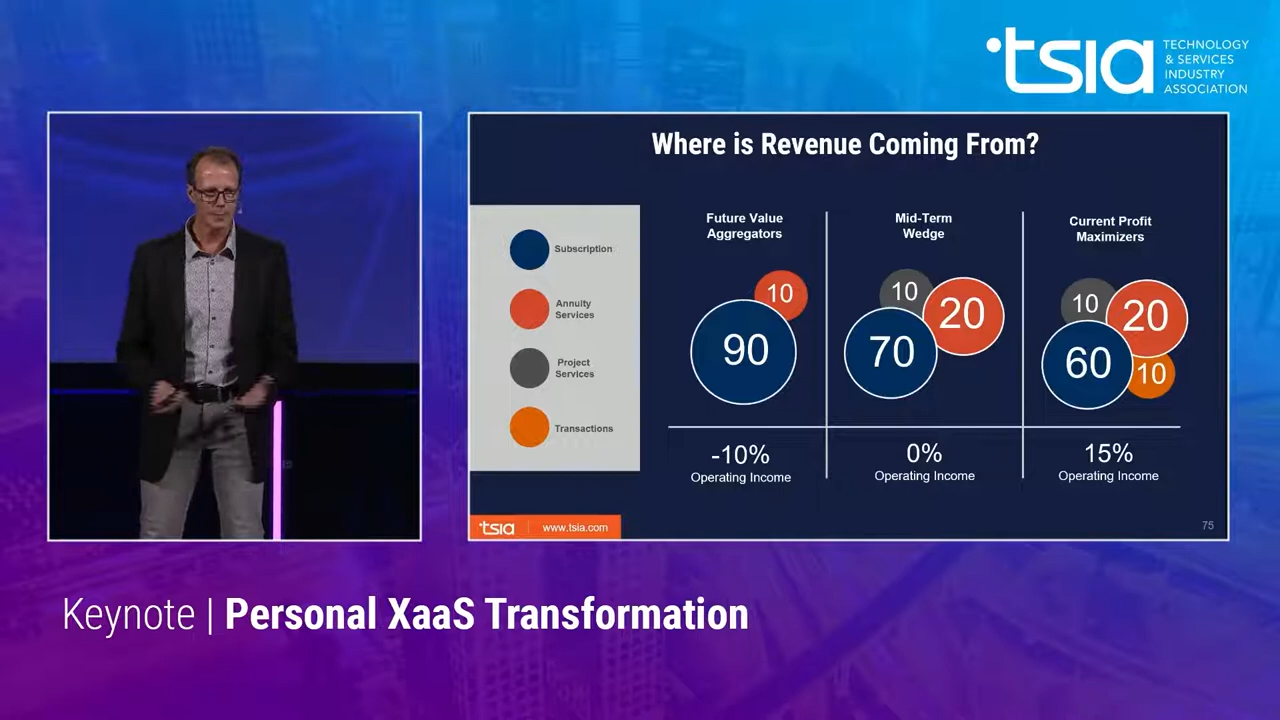 tsia
TECHNOLOGY
& SERVICES
INDUSTRY
ASSOCIATION
Where is Revenue Coming From?
Subscription
Annuity
Services
Project
Services
Transactions
Future Value
Aggregators
10
90
-10%
Operating Income
Mid-Term
Wedge
10
20
70
0%
Operating Income
Current Profit
Maximizers
10
20
60
10
15%
Operating Income
tsia
www.tsia.com
75
Keynote | Personal XaaS Transformation